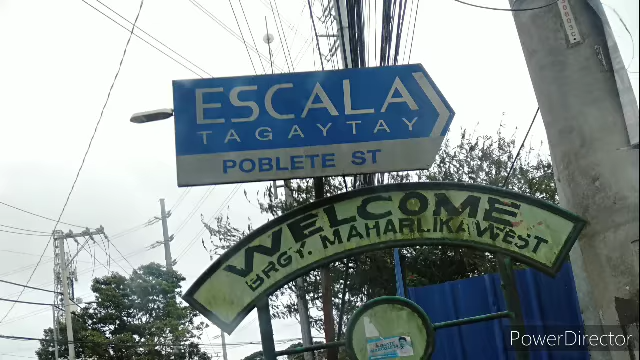 ESCALA
TAGAYTAY
POBLETE ST
WELCOME
BRGY. MAHARLIKA WEST
PowerDirector